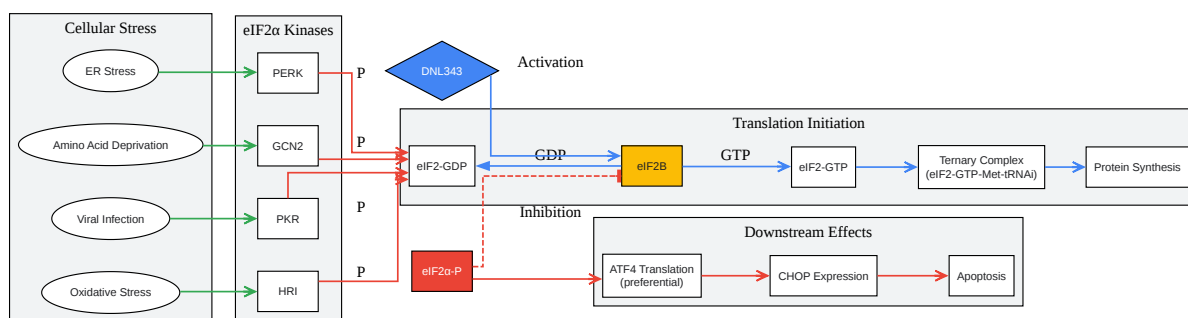 Cellular Stress
ER Stress
Amino Acid Deprivation
Viral Infection
Oxidative Stress
eIF2α Kinases
PERK
GCN2
PKR
HRI
P
P
P
P
DNL343
Activation
Translation Initiation
eIF2-GDP
GDP
eIF2B
GTP
eIF2-GTP
Ternary Complex
(eIF2-GTP-Met-tRNAi)
Protein Synthesis
Inhibition
eIF2α-P
Downstream Effects
ATF4 Translation
(preferential)
CHOP Expression
Apoptosis